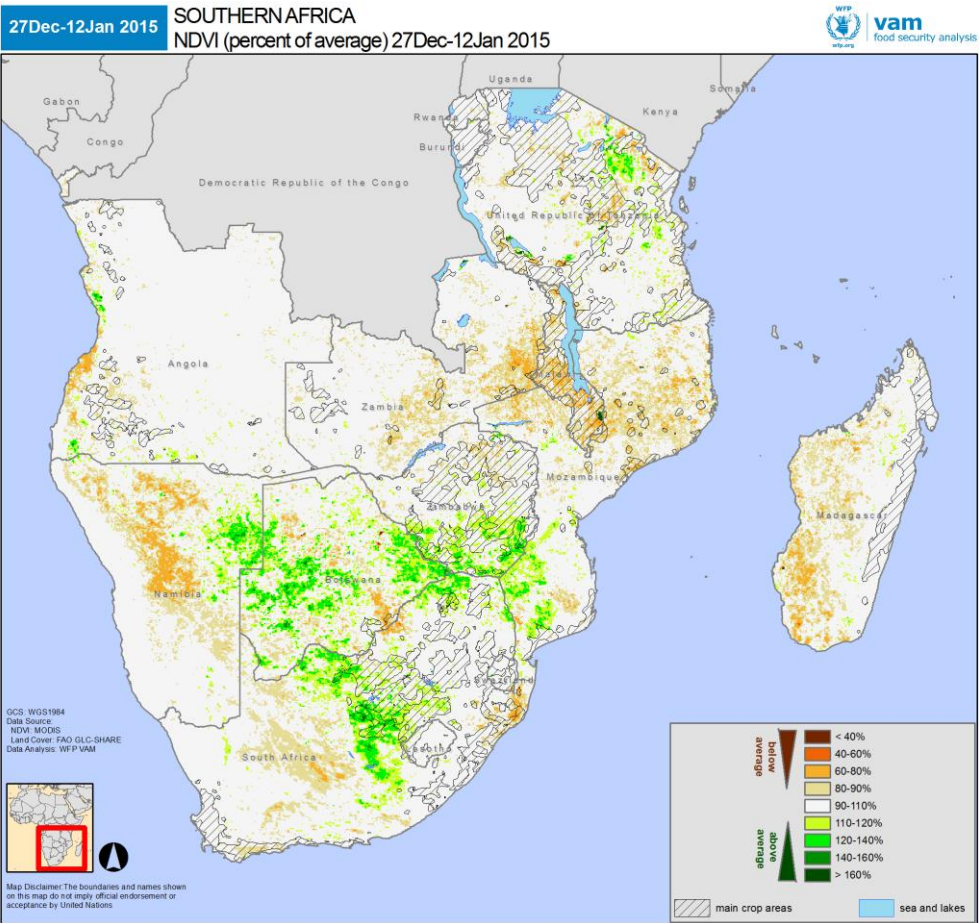 27Dec-12Jan 2015
SOUTHERN AFRICA
NDVI (percent of average) 27Dec-12Jan 2015
WFP
wfp.org
vam
food security analysis
Uganda
Somalia
Gabon
Kenya
Rwanda
Congo
Burundi
Democratic Republic of the Congo
United Republic of Tanzania
Angola
Malawi
Zambia
Mozambique
Zimbabwe
Madagascar
Botswana
Namibia
Swaziland
Lesotho
South Africa
GCS: WGS1984
Data Source:
NDVI: MODIS
Land Cover: FAO GLC-SHARE
Data Analysis: WFP VAM
Map Disclaimer:The boundaries and names shown
on this map do not imply official endorsement or
acceptance by United Nations
below
average
< 40%
40-60%
60-80%
80-90%
90-110%
110-120%
above
average
120-140%
140-160%
> 160%
main crop areas
sea and lakes